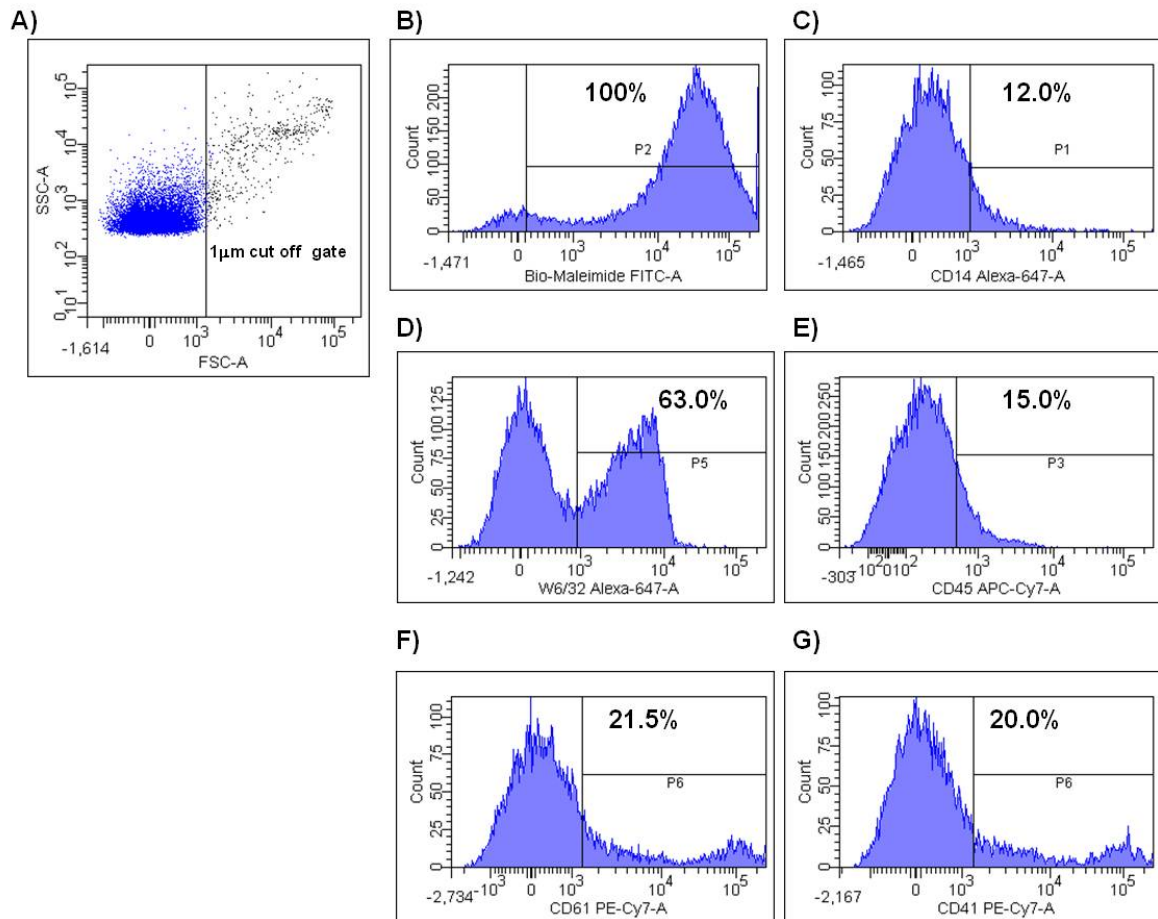 A)
10^5
10^4
SSC-A
10^3
10^2
10^1
0
1μm cut off gate
-1,614
0
10^3
10^4
10^5
FSC-A
B)
200
150
100
50
0
Count
100%
P2
-1,471
0
10^3
10^4
10^5
Bio-Maleimide FITC-A
C)
100
75
50
25
0
Count
12.0%
P1
-1,465
0
10^3
10^4
10^5
CD14 Alexa-647-A
D)
125
100
75
50
25
0
Count
63.0%
P5
-1,242
0
10^3
10^4
10^5
W6/32 Alexa-647-A
E)
250
200
150
100
50
0
Count
15.0%
P3
-303
-10^2 0 10^2
10^3
10^4
10^5
CD45 APC-Cy7-A
F)
100
75
50
25
0
Count
21.5%
P6
-2,734
-10^3
0
10^3
10^4
10^5
CD61 PE-Cy7-A
G)
100
75
50
25
0
Count
20.0%
P6
-2,167
0
10^3
10^4
10^5
CD41 PE-Cy7-A